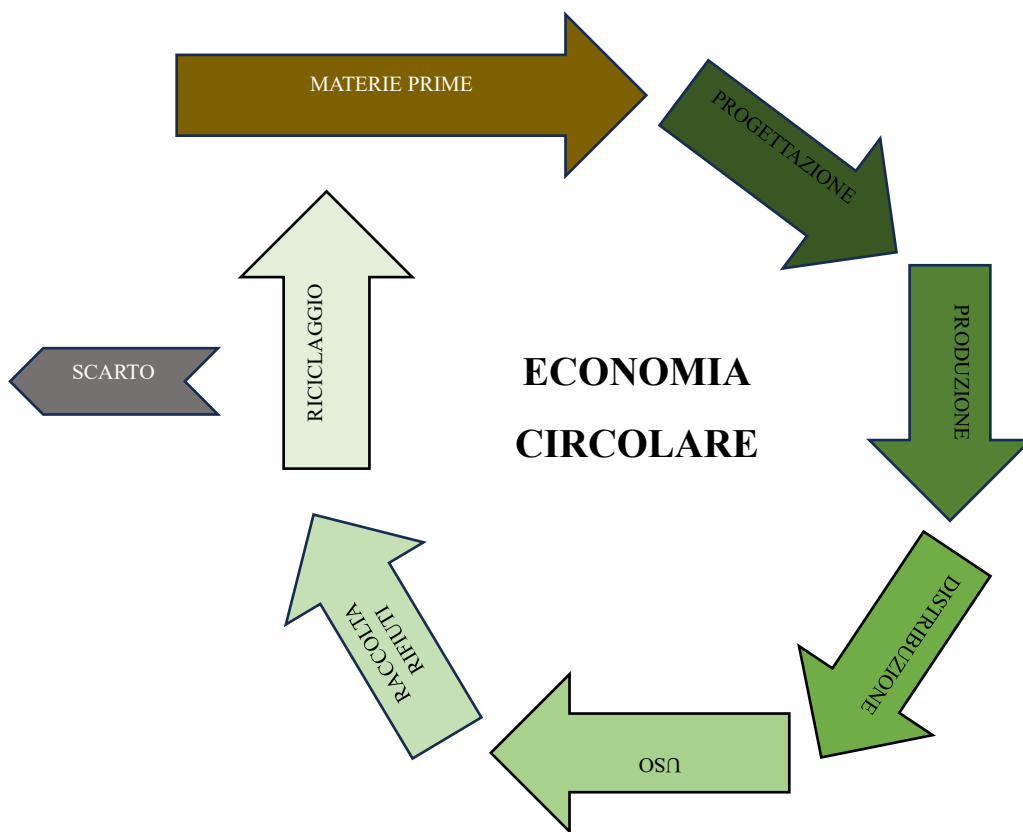 MATERIE PRIME
PROGETTAZIONE
PRODUZIONE
DISTRIBUZIONE
USO
RACCOLTA
RIFIUTI
RICICLAGGIO
SCARTO
ECONOMIA
CIRCOLARE